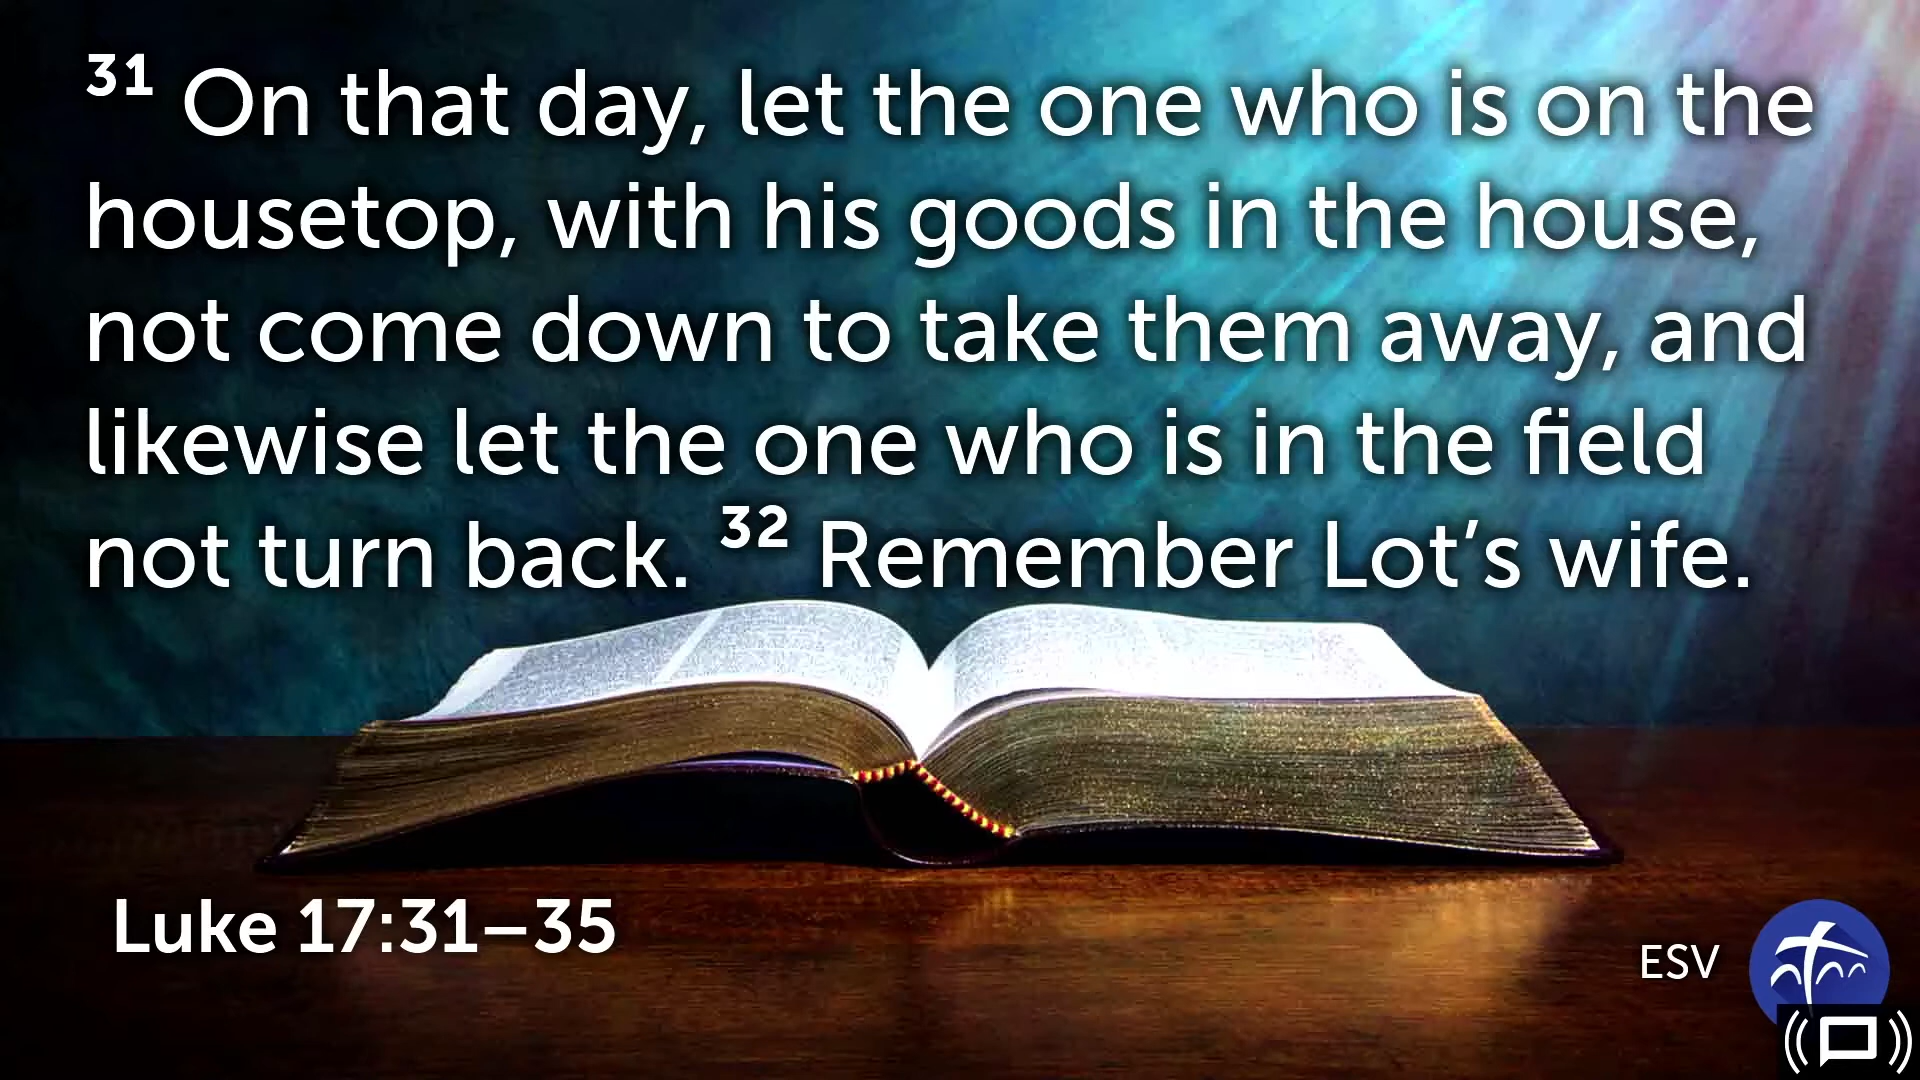 31 On that day, let the one who is on the
housetop, with his goods in the house,
not come down to take them away, and
likewise let the one who is in the field
not turn back. 32 Remember Lot’s wife.
Luke 17:31–35
ESV